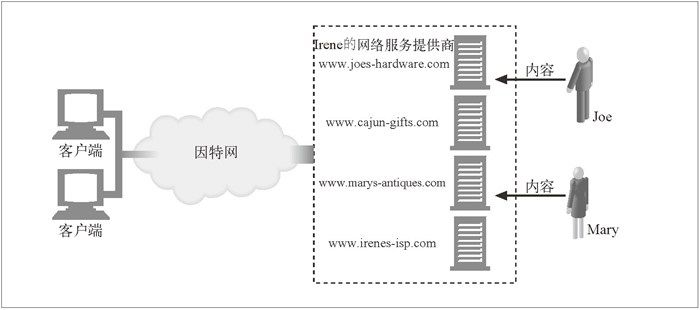 Irene的网络服务提供商
www.joes-hardware.com
内容
Joe
www.cajun-gifts.com
客户端
因特网
www.marys-antiques.com
内容
客户端
Mary
www.irenes-isp.com